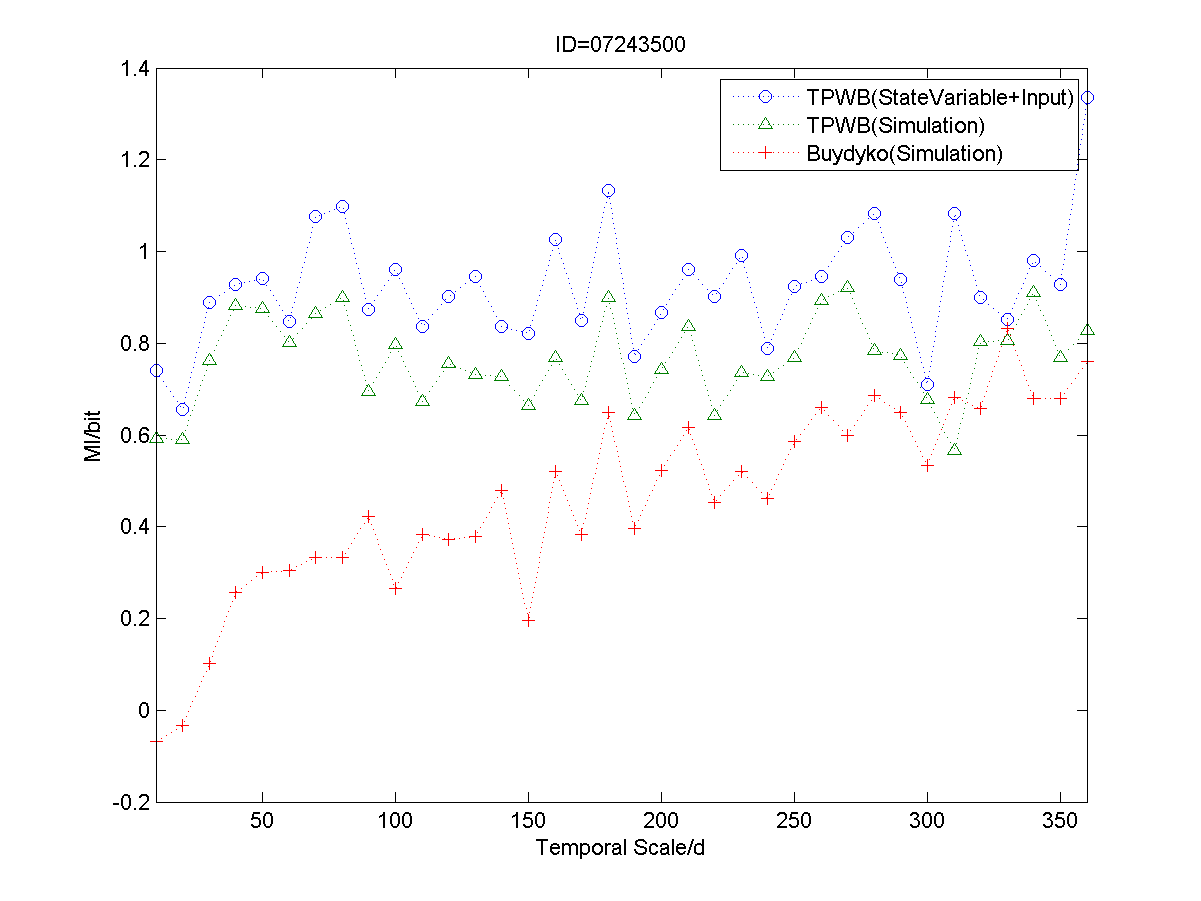 ID=07243500
1.4
1.2
1
0.8
0.6
0.4
0.2
0
-0.2
MI/bit
TPWB(StateVariable+Input)
TPWB(Simulation)
Buydyko(Simulation)
50 100 150 200 250 300 350
Temporal Scale/d